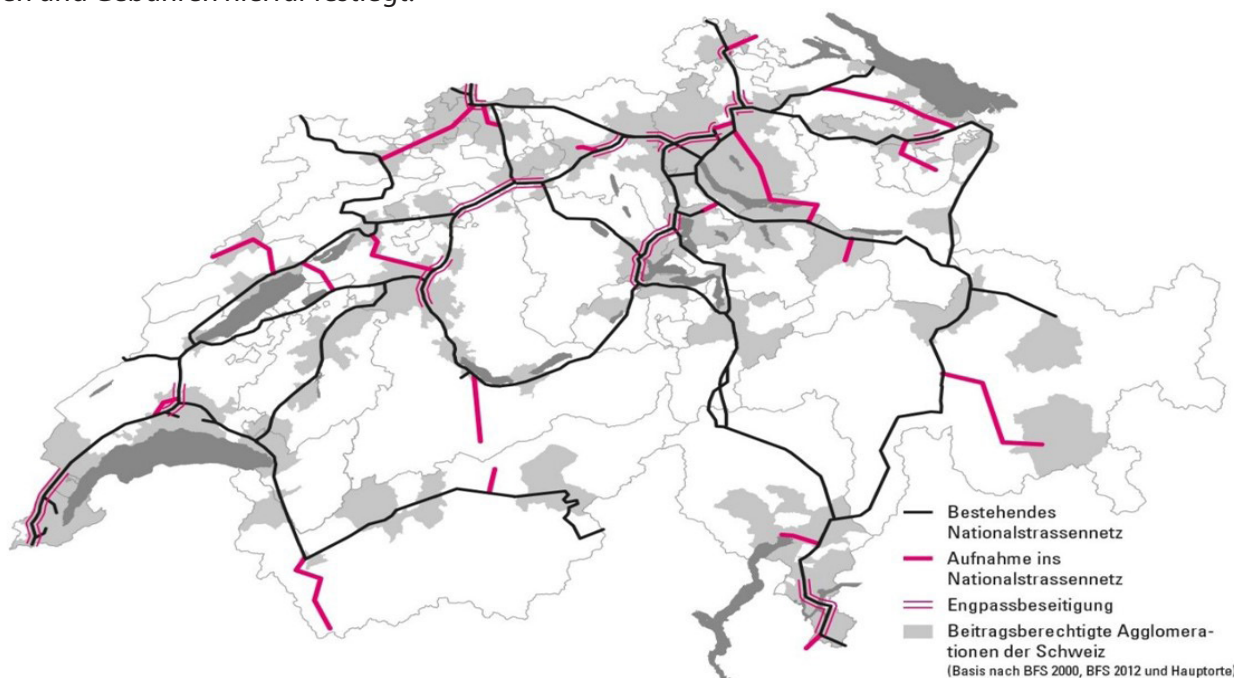 Bestehendes
Nationalstrassennetz
Aufnahme ins
Nationalstrassennetz
Engpassbeseitigung
Beitragsberechtigte Agglomera-
tionen der Schweiz
(Basis nach BFS 2000, BFS 2012 und Hauptorte)